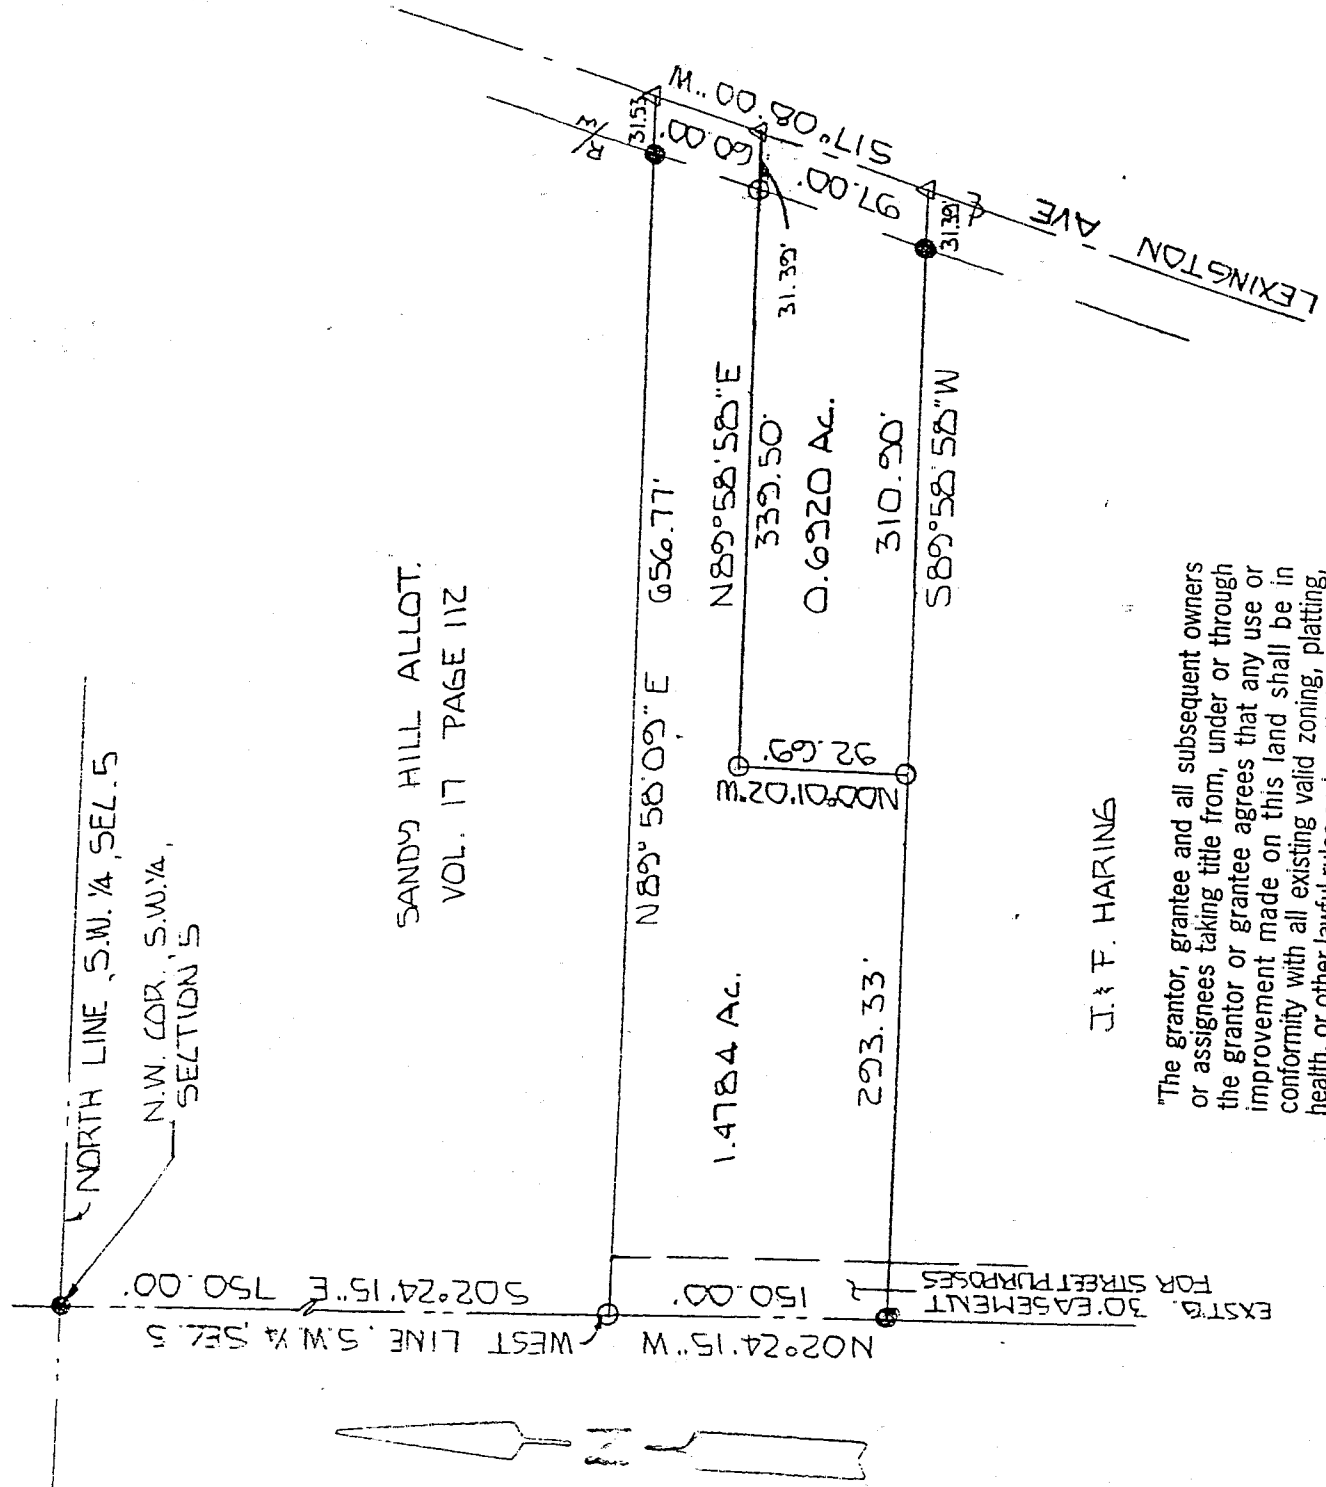 NORTH LINE, S.W. 1/4, SEC. 5
N.W. COR., S.W. 1/4,
SECTION 5
S02°24'15"E 750.00'
WEST LINE, S.W. 1/4, SEC. 5
SANDY HILL ALLOT.
VOL. 17 PAGE 112
N89°58'09"E 656.77'
31.53
R/W
60.00'
S17°08'00"W
N89°58'58"E
339.50'
31.39'
97.00'
0.6920 Ac.
310.90'
S89°58'58"W
31.39'
℄
LEXINGTON AVE
N00°01'02"W
92.69'
1.4784 Ac.
293.33'
150.00'
N02°24'15"W
EXST'G.
30' EASEMENT
FOR STREET PURPOSES
N
J. & F. HARING
"The grantor, grantee and all subsequent owners
or assignees taking title from, under or through
the grantor or grantee agrees that any use or
improvement made on this land shall be in
conformity with all existing valid zoning, platting,
health, or other lawful rules